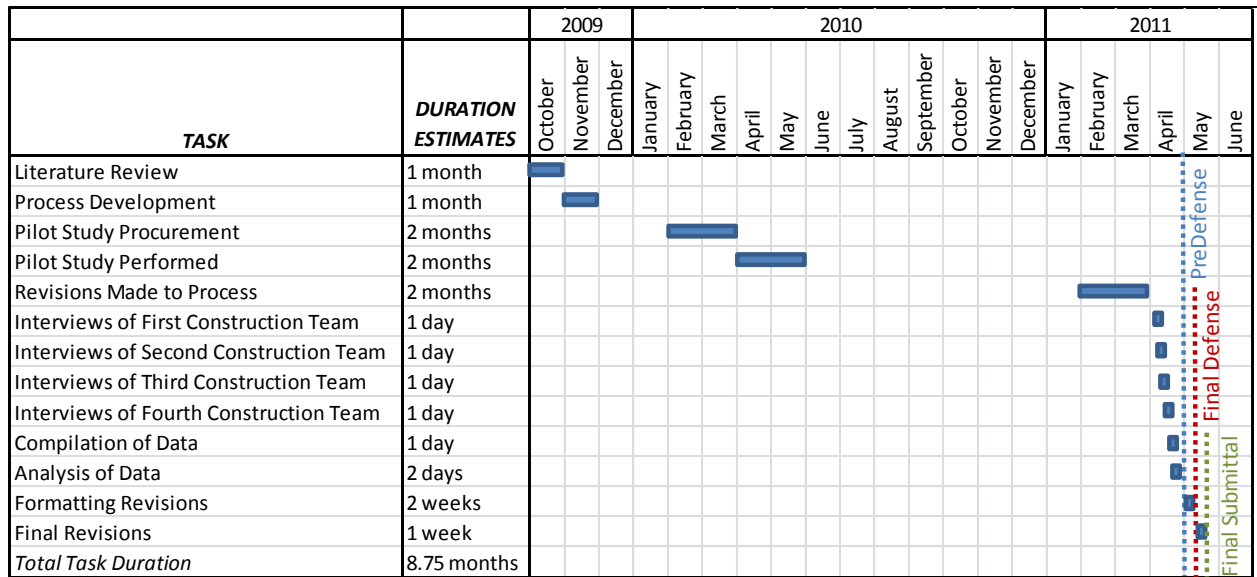 2009 2010 2011
TASK DURATION ESTIMATES October November December January February March April May June July August September October November December January February March April May June
Literature Review 1 month
Process Development 1 month
Pilot Study Procurement 2 months
Pilot Study Performed 2 months
Revisions Made to Process 2 months
Interviews of First Construction Team 1 day
Interviews of Second Construction Team 1 day
Interviews of Third Construction Team 1 day
Interviews of Fourth Construction Team 1 day
Compilation of Data 1 day
Analysis of Data 2 days
Formatting Revisions 2 weeks
Final Revisions 1 week
Total Task Duration 8.75 months
PreDefense
Final Defense
Final Submittal